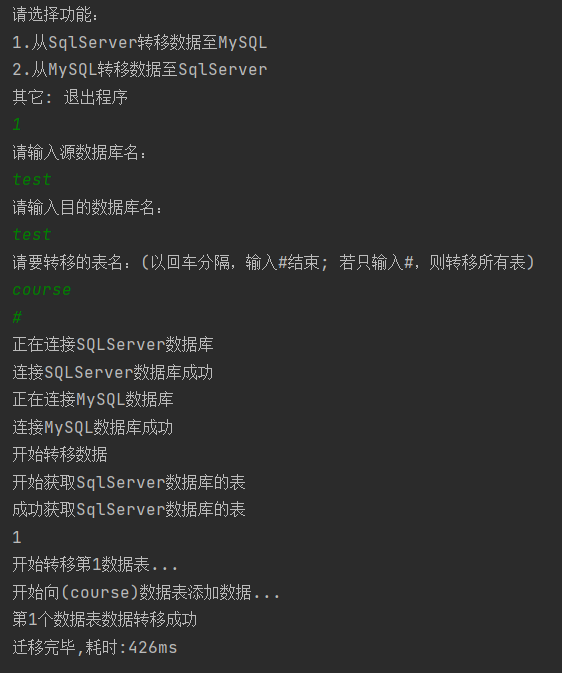 请选择功能：
1.从SqlServer转移数据至MySQL
2.从MySQL转移数据至SqlServer
其它: 退出程序
1
请输入源数据库名：
test
请输入目的数据库名：
test
请要转移的表名：(以回车分隔，输入#结束; 若只输入#，则转移所有表)
course
#
正在连接SQLServer数据库
连接SQLServer数据库成功
正在连接MySQL数据库
连接MySQL数据库成功
开始转移数据
开始获取SqlServer数据库的表
成功获取SqlServer数据库的表
1
开始转移第1数据表...
开始向(course)数据表添加数据...
第1个数据表数据转移成功
迁移完毕,耗时:426ms